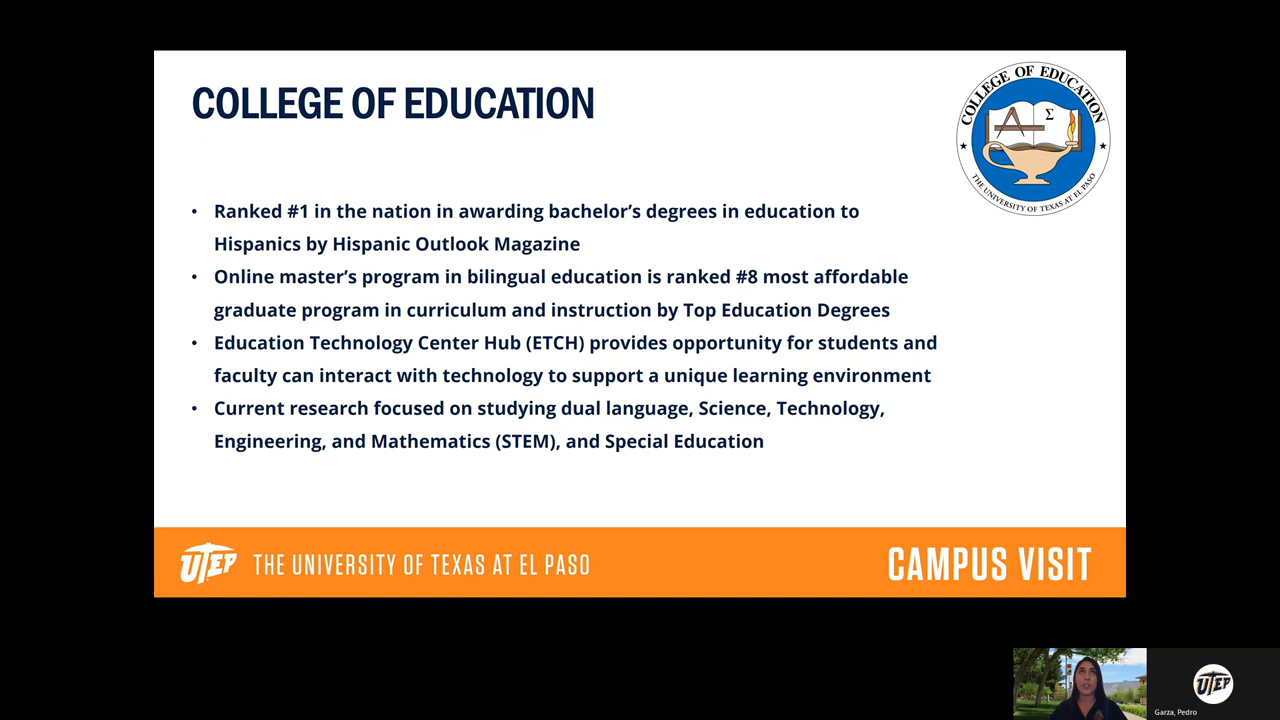 COLLEGE OF EDUCATION
COLLEGE OF EDUCATION
Σ
THE UNIVERSITY OF TEXAS AT EL PASO
• Ranked #1 in the nation in awarding bachelor’s degrees in education to
Hispanics by Hispanic Outlook Magazine
• Online master’s program in bilingual education is ranked #8 most affordable
graduate program in curriculum and instruction by Top Education Degrees
• Education Technology Center Hub (ETCH) provides opportunity for students and
faculty can interact with technology to support a unique learning environment
• Current research focused on studying dual language, Science, Technology,
Engineering, and Mathematics (STEM), and Special Education
UTEP THE UNIVERSITY OF TEXAS AT EL PASO
CAMPUS VISIT
UTEP
Garza, Pedro